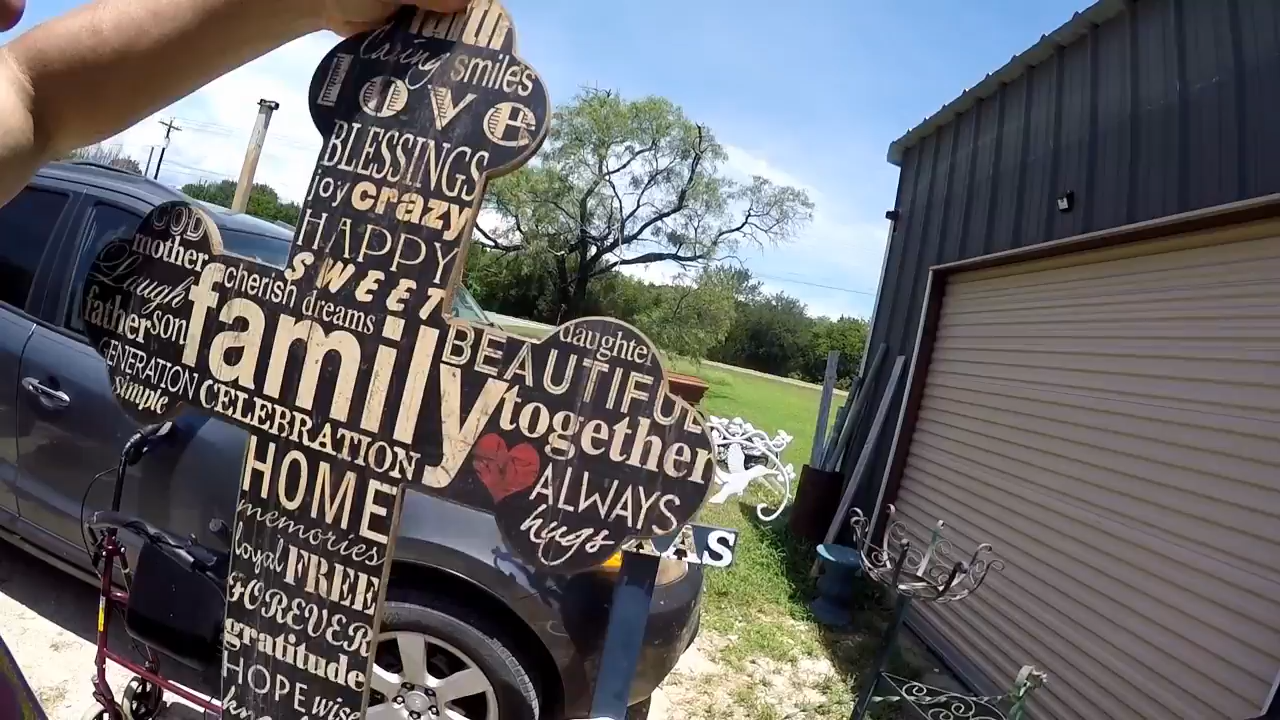 faith
Caring smiles
love
BLESSINGS
joy crazy
HAPPY
SWEET
GOD
mother cherish dreams
Laugh
father son family
GENERATION
simple CELEBRATION
daughter
BEAUTIFUL
together
ALWAYS
hugs
HOME
memories
loyal FREE
FOREVER
gratitude
HOPE wise
AS